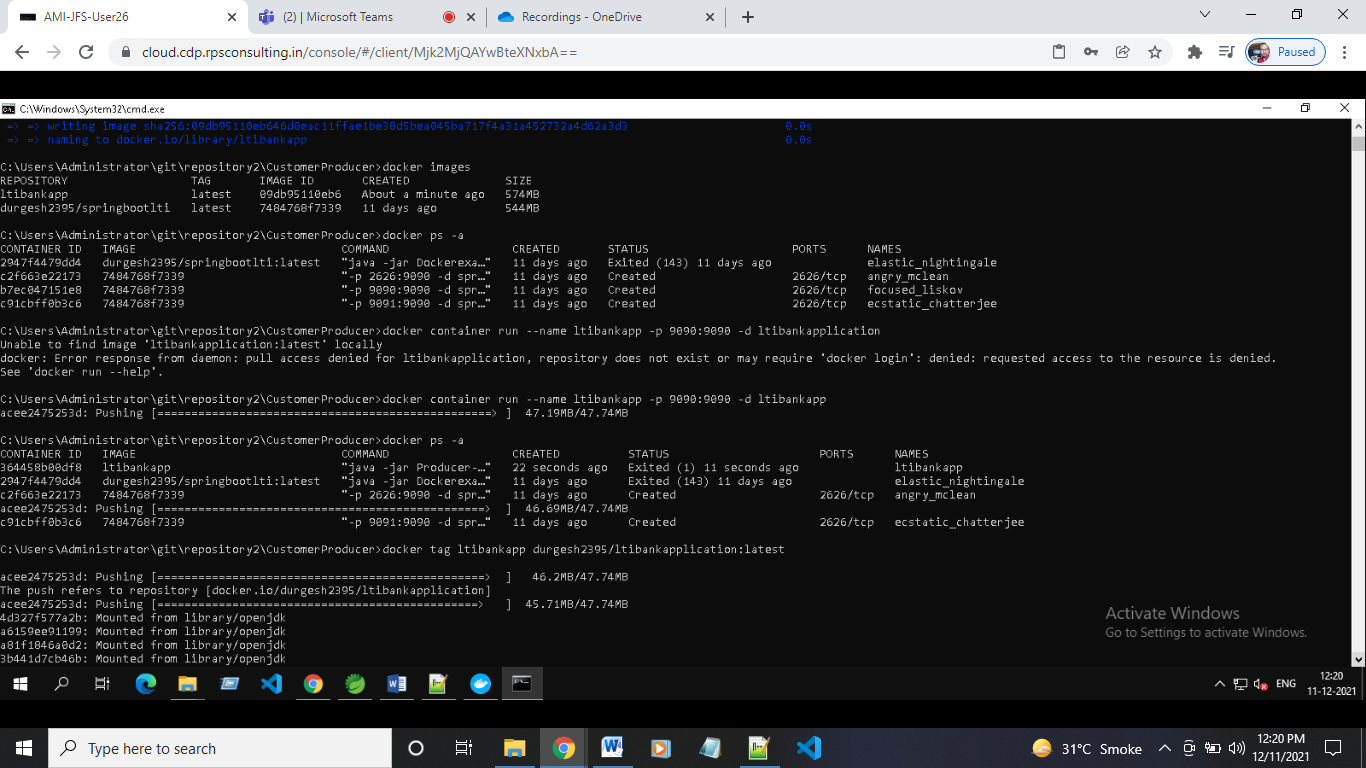 AMI-JFS-User26
(2) | Microsoft Teams
Recordings - OneDrive
cloud.cdp.rpsconsulting.in/console/#/client/Mjk2MjQAYwBteXNxbA==
Paused
C:\Windows\System32\cmd.exe
=> => writing image sha256:09db95110eb646d0eac11ffae1be30d5bea045ba717f4a31a452732a4d62a3d3 0.0s
=> => naming to docker.io/library/ltibankapp 0.0s
C:\Users\Administrator\git\repository2\CustomerProducer>docker images
REPOSITORY TAG IMAGE ID CREATED SIZE
ltibankapp latest 09db95110eb6 About a minute ago 574MB
durgesh2395/springbootlti latest 7484768f7339 11 days ago 544MB
C:\Users\Administrator\git\repository2\CustomerProducer>docker ps -a
CONTAINER ID IMAGE COMMAND CREATED STATUS PORTS NAMES
2947f4479dd4 durgesh2395/springbootlti:latest "java -jar Dockerexa…" 11 days ago Exited (143) 11 days ago elastic_nightingale
c2f663e22173 7484768f7339 "-p 2626:9090 -d spr…" 11 days ago Created 2626/tcp angry_mclean
b7ec047151e8 7484768f7339 "-p 9090:9090 -d spr…" 11 days ago Created 2626/tcp focused_liskov
c91cbff0b3c6 7484768f7339 "-p 9091:9090 -d spr…" 11 days ago Created 2626/tcp ecstatic_chatterjee
C:\Users\Administrator\git\repository2\CustomerProducer>docker container run --name ltibankapp -p 9090:9090 -d ltibankapplication
Unable to find image 'ltibankapplication:latest' locally
docker: Error response from daemon: pull access denied for ltibankapplication, repository does not exist or may require 'docker login': denied: requested access to the resource is denied.
See 'docker run --help'.
C:\Users\Administrator\git\repository2\CustomerProducer>docker container run --name ltibankapp -p 9090:9090 -d ltibankapp
acee2475253d: Pushing [=================================================> ] 47.19MB/47.74MB
C:\Users\Administrator\git\repository2\CustomerProducer>docker ps -a
CONTAINER ID IMAGE COMMAND CREATED STATUS PORTS NAMES
364458b00df8 ltibankapp "java -jar Producer-…" 22 seconds ago Exited (1) 11 seconds ago ltibankapp
2947f4479dd4 durgesh2395/springbootlti:latest "java -jar Dockerexa…" 11 days ago Exited (143) 11 days ago elastic_nightingale
c2f663e22173 7484768f7339 "-p 2626:9090 -d spr…" 11 days ago Created 2626/tcp angry_mclean
acee2475253d: Pushing [================================================> ] 46.69MB/47.74MB
c91cbff0b3c6 7484768f7339 "-p 9091:9090 -d spr…" 11 days ago Created 2626/tcp ecstatic_chatterjee
C:\Users\Administrator\git\repository2\CustomerProducer>docker tag ltibankapp durgesh2395/ltibankapplication:latest
acee2475253d: Pushing [================================================> ] 46.2MB/47.74MB
The push refers to repository [docker.io/durgesh2395/ltibankapplication]
acee2475253d: Pushing [===============================================> ] 45.71MB/47.74MB
4d327f577a2b: Mounted from library/openjdk
a6159ee91199: Mounted from library/openjdk
a81f1846a0d2: Mounted from library/openjdk
3b441d7cb46b: Mounted from library/openjdk
Activate Windows
Go to Settings to activate Windows.
ENG
12:20
11-12-2021
Type here to search
31°C Smoke
12:20 PM
12/11/2021